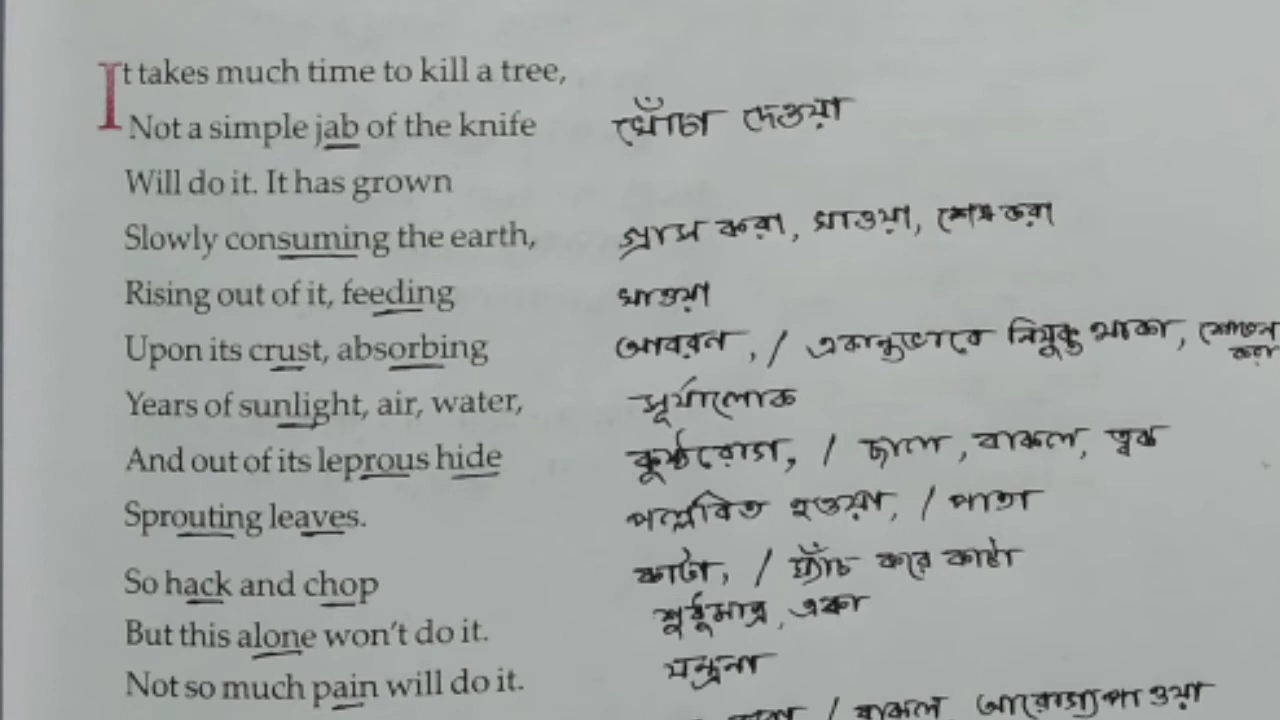 It takes much time to kill a tree,
Not a simple jab of the knife খোঁচা দেওয়া
Will do it. It has grown
Slowly consuming the earth, গ্রাস করা, খাওয়া, শেষ করা
Rising out of it, feeding খাওয়া
Upon its crust, absorbing আবরন, / একান্তভাবে নিযুক্ত থাকা, শোষন
করা
Years of sunlight, air, water, সূর্যালোক
And out of its leprous hide কুষ্ঠরোগ, / ছাল, বাকল, ত্বক
Sprouting leaves. পল্লবিত হওয়া, / পাতা
So hack and chop কাটা, / ঘ্যাঁচ করে কাটা
But this alone won't do it. শুধুমাত্র, একা
Not so much pain will do it. যন্ত্রনা
/ বাকল আরোগ্য পাওয়া